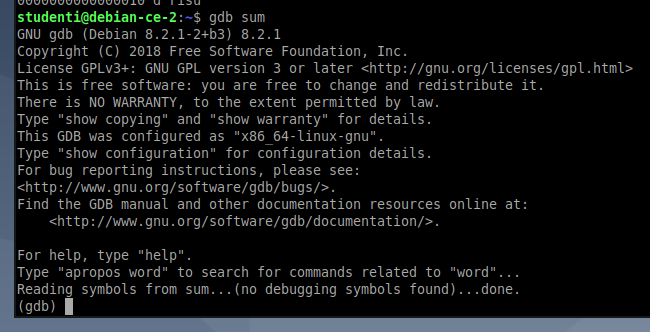 studenti@debian-ce-2:~$ gdb sum
GNU gdb (Debian 8.2.1-2+b3) 8.2.1
Copyright (C) 2018 Free Software Foundation, Inc.
License GPLv3+: GNU GPL version 3 or later <http://gnu.org/licenses/gpl.html>
This is free software: you are free to change and redistribute it.
There is NO WARRANTY, to the extent permitted by law.
Type "show copying" and "show warranty" for details.
This GDB was configured as "x86_64-linux-gnu".
Type "show configuration" for configuration details.
For bug reporting instructions, please see:
<http://www.gnu.org/software/gdb/bugs/>.
Find the GDB manual and other documentation resources online at:
    <http://www.gnu.org/software/gdb/documentation/>.

For help, type "help".
Type "apropos word" to search for commands related to "word"...
Reading symbols from sum...(no debugging symbols found)...done.
(gdb)